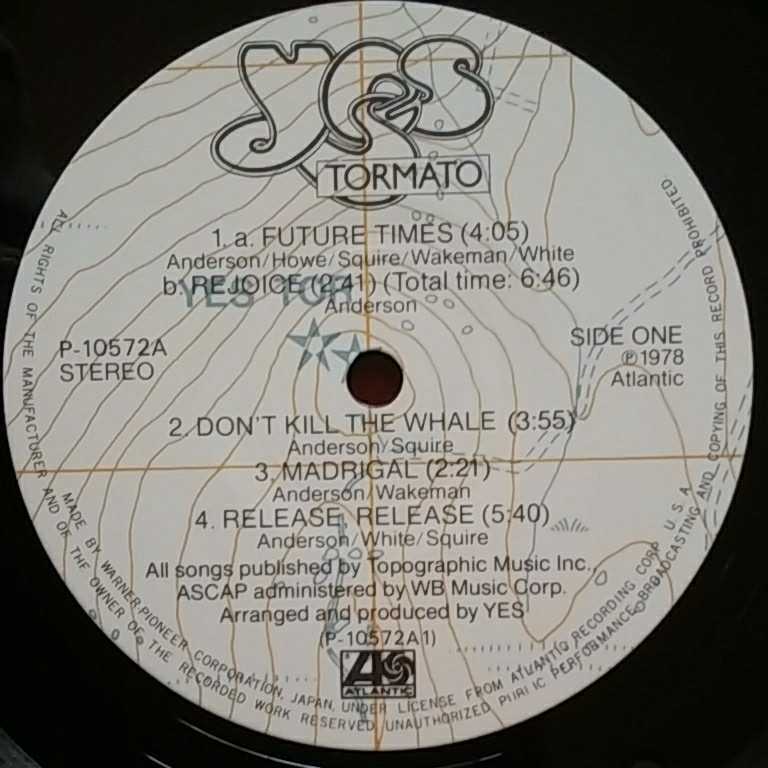 YES
TORMATO
1. a. FUTURE TIMES (4:05)
Anderson/Howe/Squire/Wakeman/White
b. REJOICE (2:41) (Total time: 6:46)
YES TOR
Anderson
P-10572A
STEREO
SIDE ONE
℗1978
Atlantic
2. DON'T KILL THE WHALE (3:55)
Anderson/Squire
3. MADRIGAL (2:21)
Anderson/Wakeman
4. RELEASE, RELEASE (5:40)
Anderson/White/Squire
All songs published by Topographic Music Inc.,
ASCAP administered by WB Music Corp.
Arranged and produced by YES
(P-10572A1)
ATLANTIC
ALL RIGHTS OF THE MANUFACTURER AND OF THE OWNER OF THE RECORDED WORK RESERVED UNAUTHORIZED PUBLIC PERFORMANCE BROADCASTING AND COPYING OF THIS RECORD PROHIBITED.
MADE BY WARNER-PIONEER CORPORATION, JAPAN, UNDER LICENSE FROM ATLANTIC RECORDING CORP U.S.A.